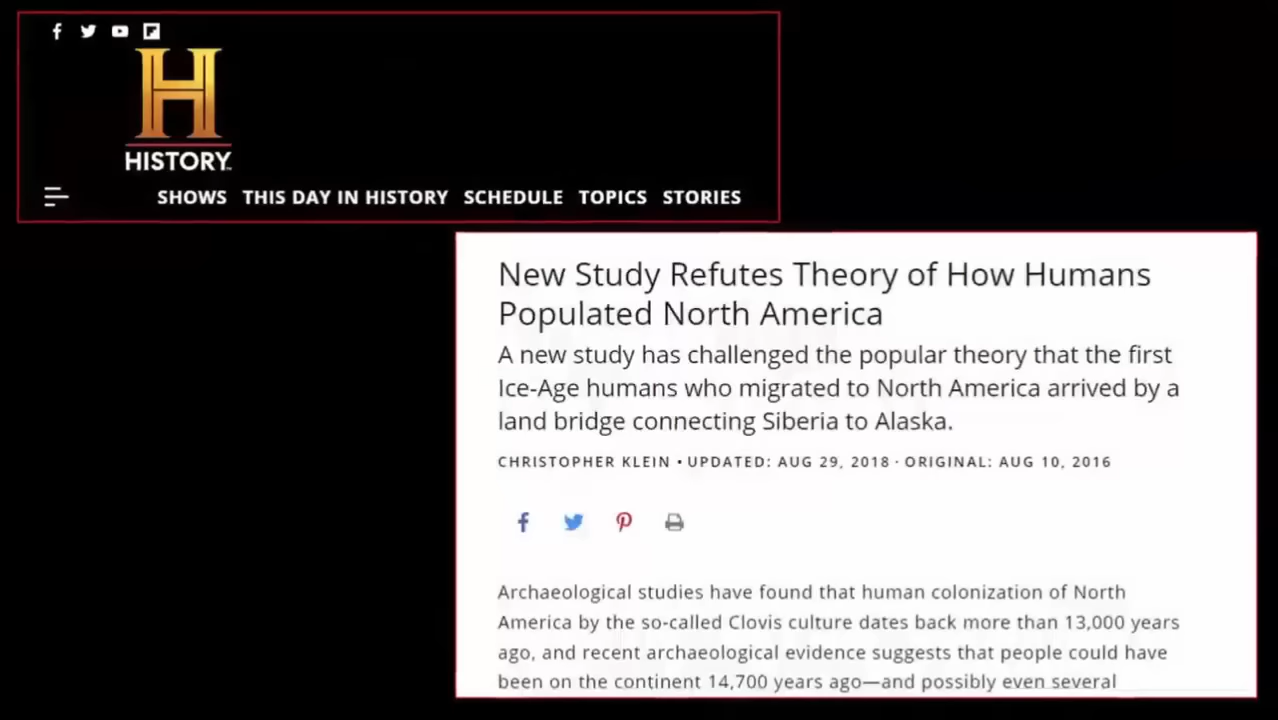 HISTORY
SHOWS THIS DAY IN HISTORY SCHEDULE TOPICS STORIES
New Study Refutes Theory of How Humans
Populated North America
A new study has challenged the popular theory that the first
Ice-Age humans who migrated to North America arrived by a
land bridge connecting Siberia to Alaska.
CHRISTOPHER KLEIN • UPDATED: AUG 29, 2018 · ORIGINAL: AUG 10, 2016
Archaeological studies have found that human colonization of North
America by the so-called Clovis culture dates back more than 13,000 years
ago, and recent archaeological evidence suggests that people could have
been on the continent 14,700 years ago—and possibly even several